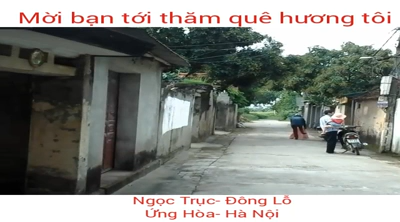 Mời bạn tới thăm quê hương tôi
Ngọc Trục- Đông Lỗ
Ứng Hòa- Hà Nội